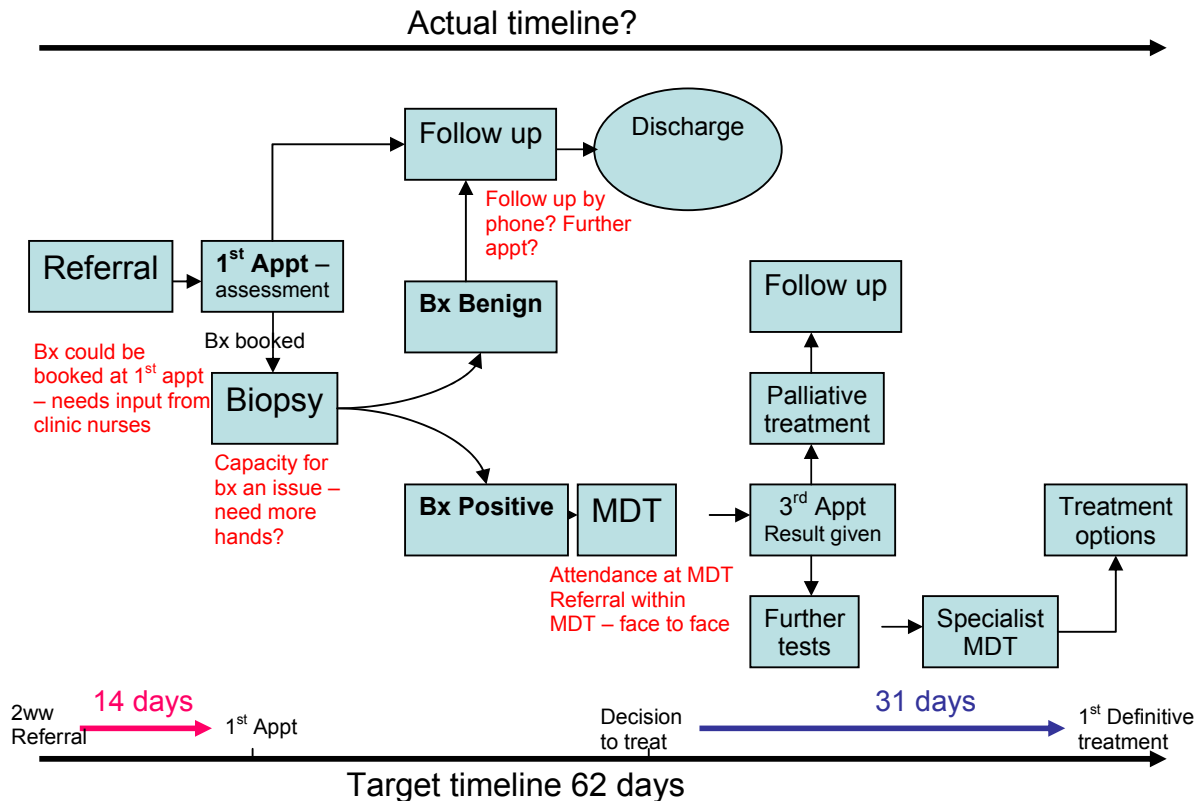 Actual timeline?
Follow up
Discharge
Follow up by
phone? Further
appt?
Referral
1st Appt –
assessment
Bx Benign
Follow up
Bx booked
Bx could be
booked at 1st appt
– needs input from
clinic nurses
Biopsy
Palliative
treatment
Capacity for
bx an issue –
need more
hands?
Bx Positive
MDT
3rd Appt
Result given
Treatment
options
Attendance at MDT
Referral within
MDT – face to face
Further
tests
Specialist
MDT
2ww
Referral
14 days
1st Appt
Decision
to treat
31 days
1st Definitive
treatment
Target timeline 62 days